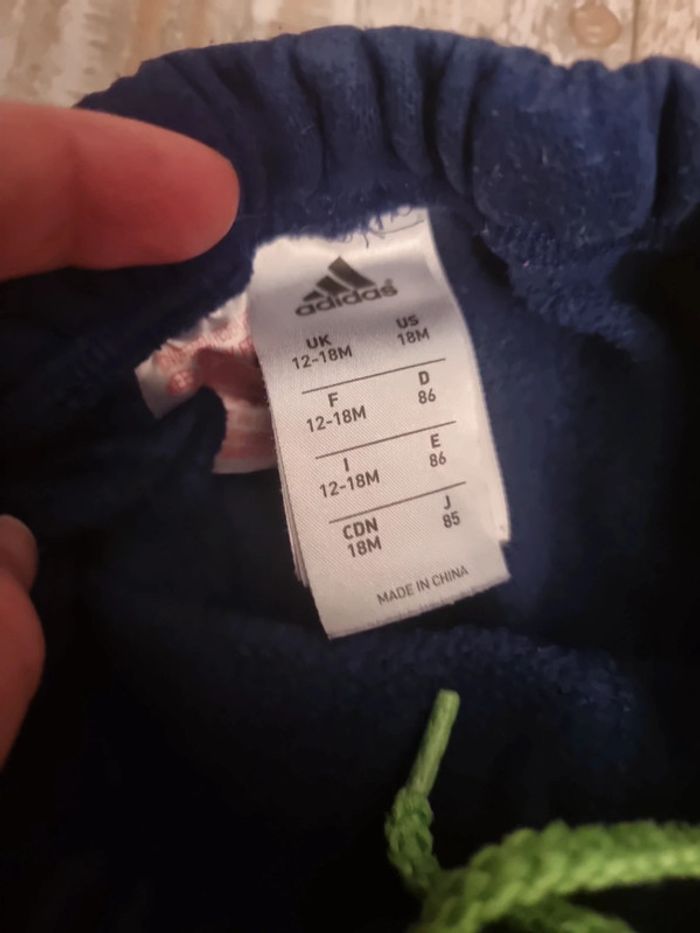 adidas
UK US
12-18M 18M
F D
12-18M 86
I E
12-18M 86
CDN J
18M 85
MADE IN CHINA